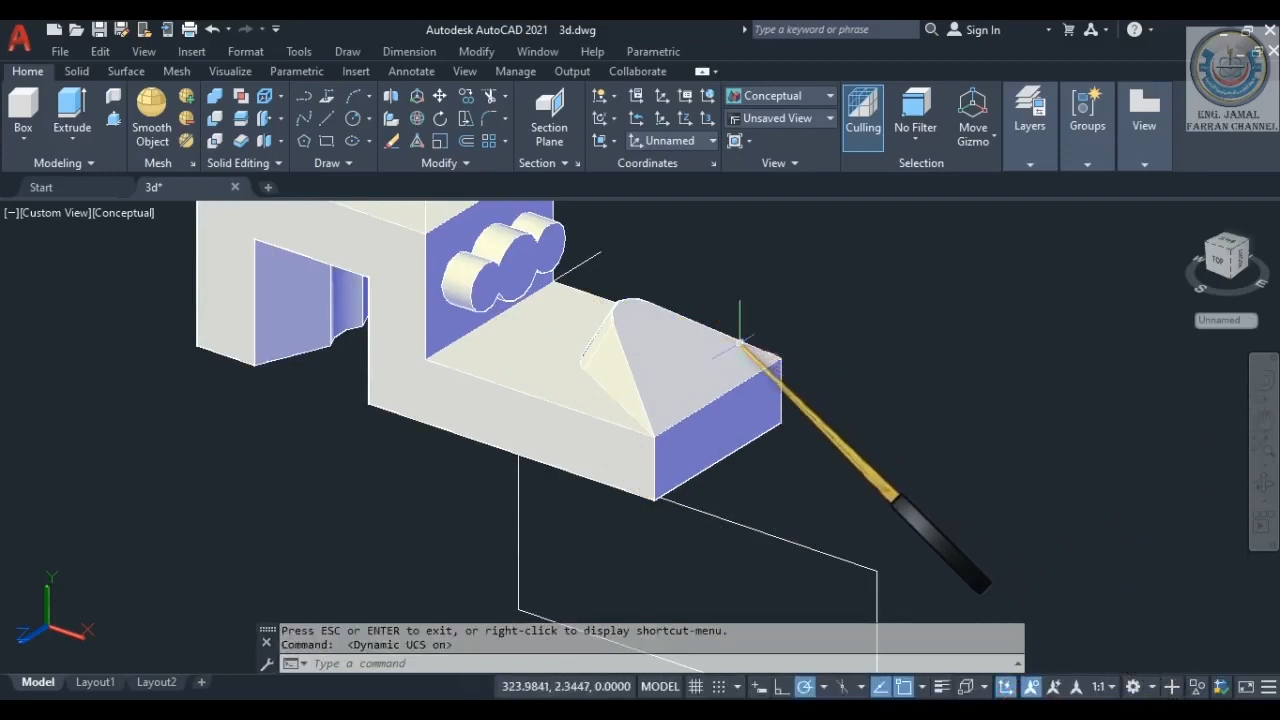 Autodesk AutoCAD 2021 3d.dwg
Type a keyword or phrase
Sign In
File Edit View Insert Format Tools Draw Dimension Modify Window Help Parametric
Home Solid Surface Mesh Visualize Parametric Insert Annotate View Manage Output Collaborate
ENG. JAMAL
FARRAN CHANNEL
Box
Extrude
Smooth
Object
Section
Plane
Unnamed
Conceptual
Unsaved View
Culling
No Filter
Move
Gizmo
Layers
Groups
View
Modeling
Mesh
Solid Editing
Draw
Modify
Section
Coordinates
View
Selection
Start
3d*
[−][Custom View][Conceptual]
TOP
S
E
Unnamed
Y
X
Z
Press ESC or ENTER to exit, or right-click to display shortcut-menu.
Command: <Dynamic UCS on>
Type a command
Model Layout1 Layout2
323.9841, 2.3447, 0.0000 MODEL
1:1